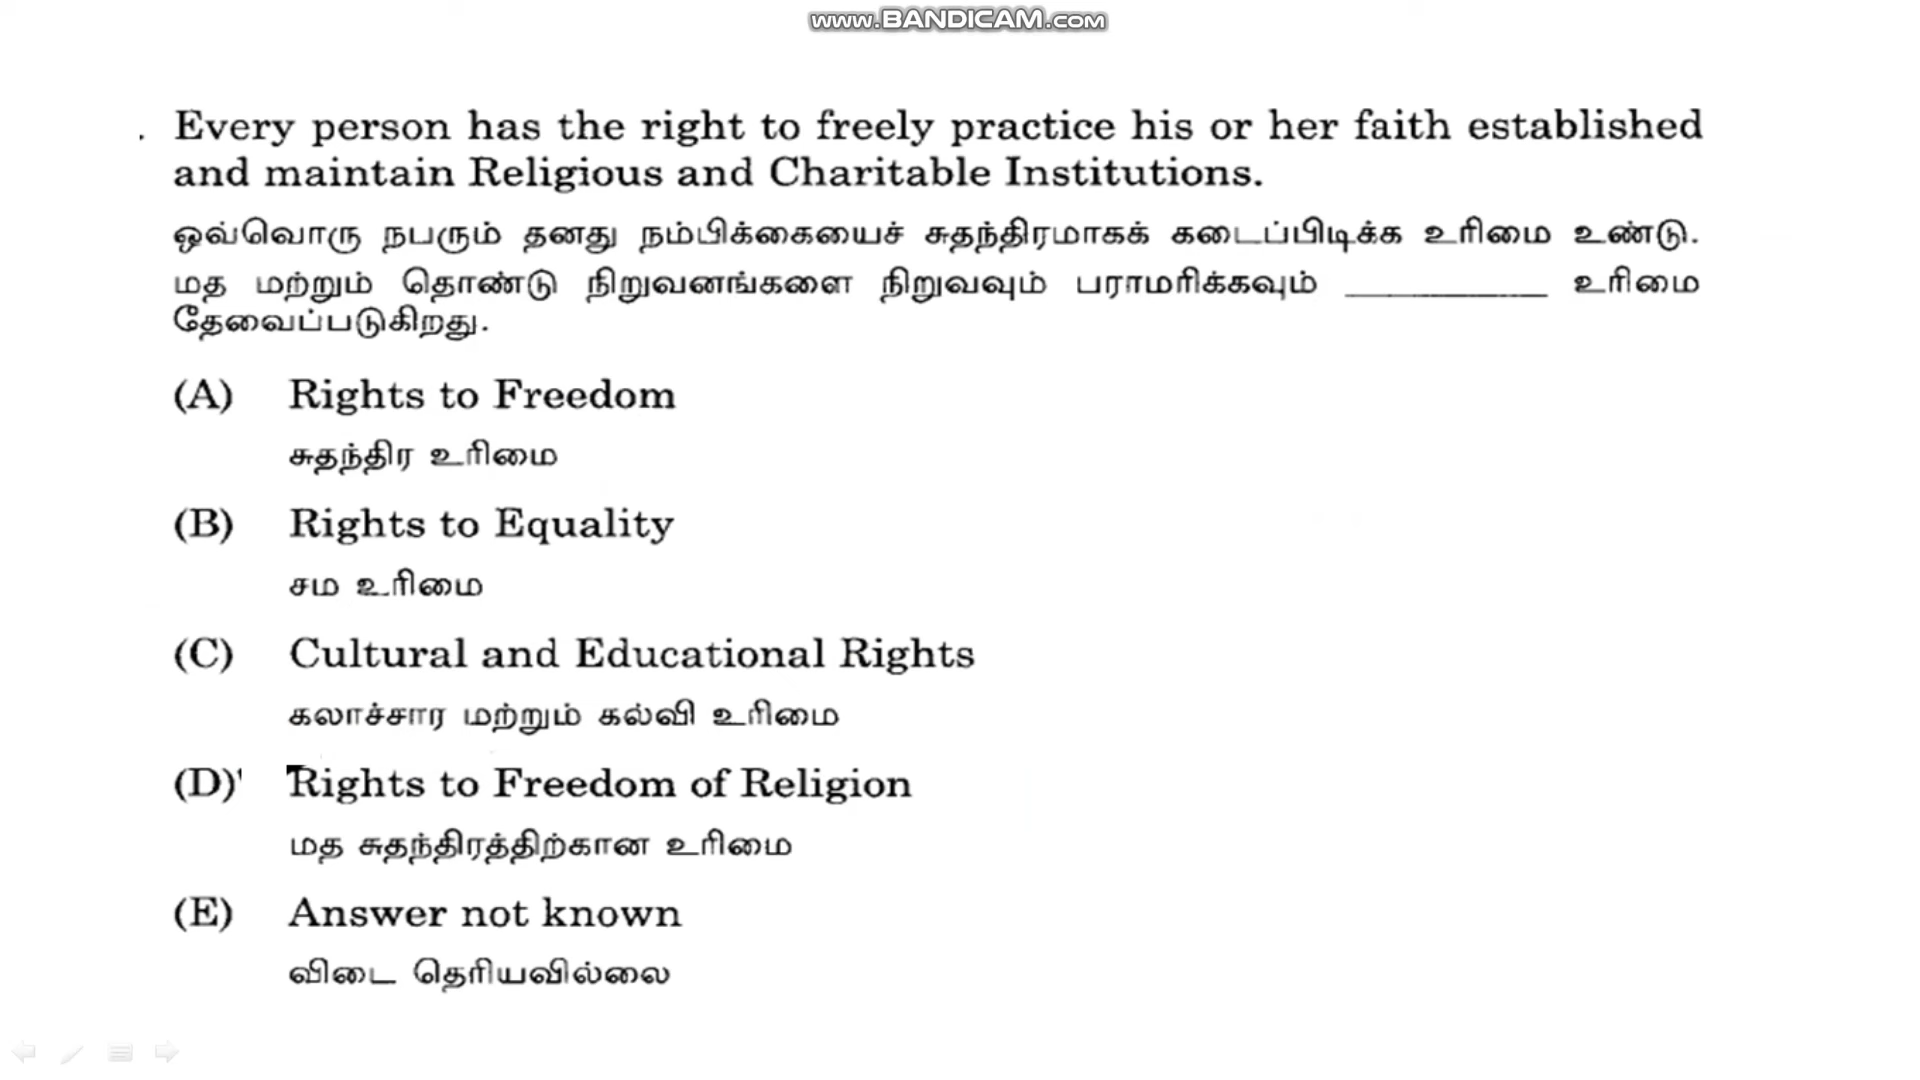 www.BANDICAM.com
. Every person has the right to freely practice his or her faith established
and maintain Religious and Charitable Institutions.
ஒவ்வொரு நபரும் தனது நம்பிக்கையைச் சுதந்திரமாகக் கடைப்பிடிக்க உரிமை உண்டு.
மத மற்றும் தொண்டு நிறுவனங்களை நிறுவவும் பராமரிக்கவும் __________ உரிமை
தேவைப்படுகிறது.
(A) Rights to Freedom
சுதந்திர உரிமை
(B) Rights to Equality
சம உரிமை
(C) Cultural and Educational Rights
கலாச்சார மற்றும் கல்வி உரிமை
(D) Rights to Freedom of Religion
மத சுதந்திரத்திற்கான உரிமை
(E) Answer not known
விடை தெரியவில்லை